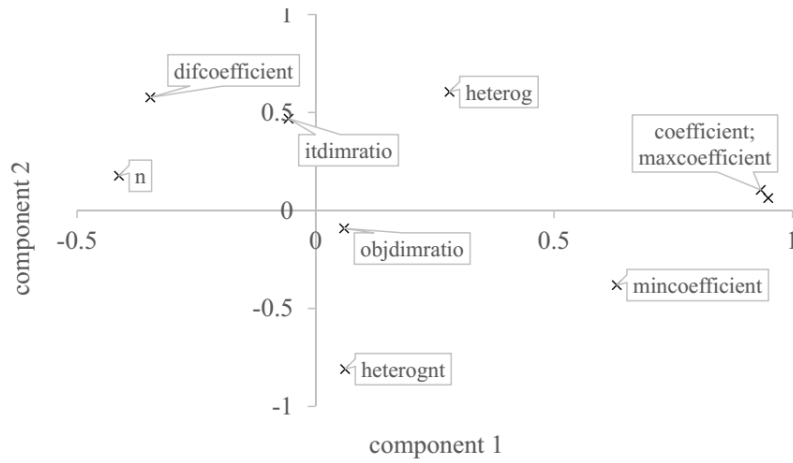 1
difcoefficient
heterog
0.5
coefficient;
maxcoefficient
itdimratio
n
component 2
0
-0.5
0
0.5
1
objdimratio
mincoefficient
-0.5
heterognt
-1
component 1